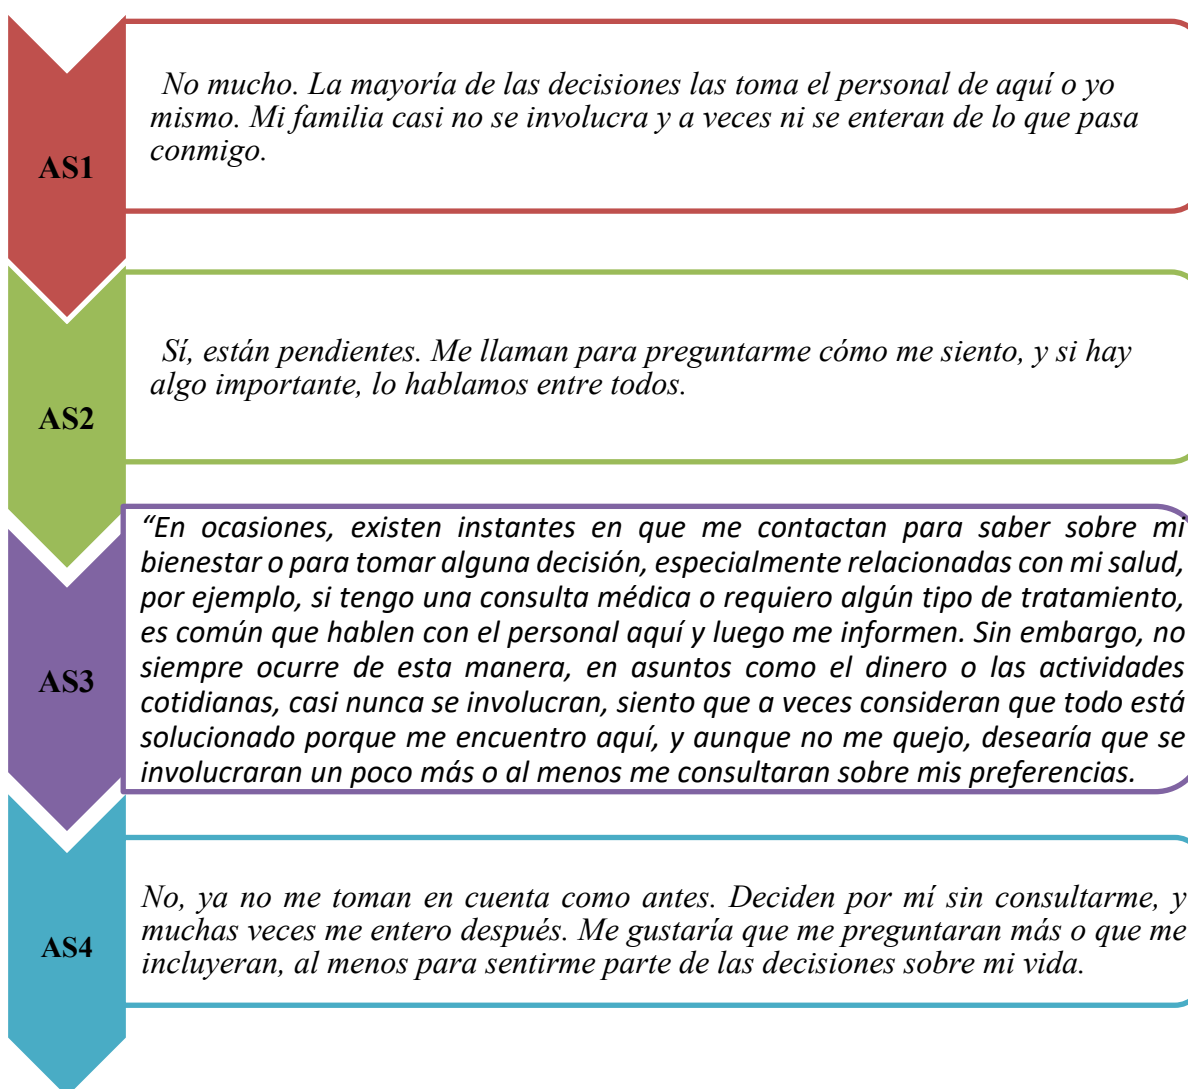 AS1
No mucho. La mayoría de las decisiones las toma el personal de aquí o yo
mismo. Mi familia casi no se involucra y a veces ni se enteran de lo que pasa
conmigo.
AS2
Sí, están pendientes. Me llaman para preguntarme cómo me siento, y si hay
algo importante, lo hablamos entre todos.
AS3
“En ocasiones, existen instantes en que me contactan para saber sobre mi
bienestar o para tomar alguna decisión, especialmente relacionadas con mi salud,
por ejemplo, si tengo una consulta médica o requiero algún tipo de tratamiento,
es común que hablen con el personal aquí y luego me informen. Sin embargo, no
siempre ocurre de esta manera, en asuntos como el dinero o las actividades
cotidianas, casi nunca se involucran, siento que a veces consideran que todo está
solucionado porque me encuentro aquí, y aunque no me quejo, desearía que se
involucraran un poco más o al menos me consultaran sobre mis preferencias.
AS4
No, ya no me toman en cuenta como antes. Deciden por mí sin consultarme, y
muchas veces me entero después. Me gustaría que me preguntaran más o que me
incluyeran, al menos para sentirme parte de las decisiones sobre mi vida.